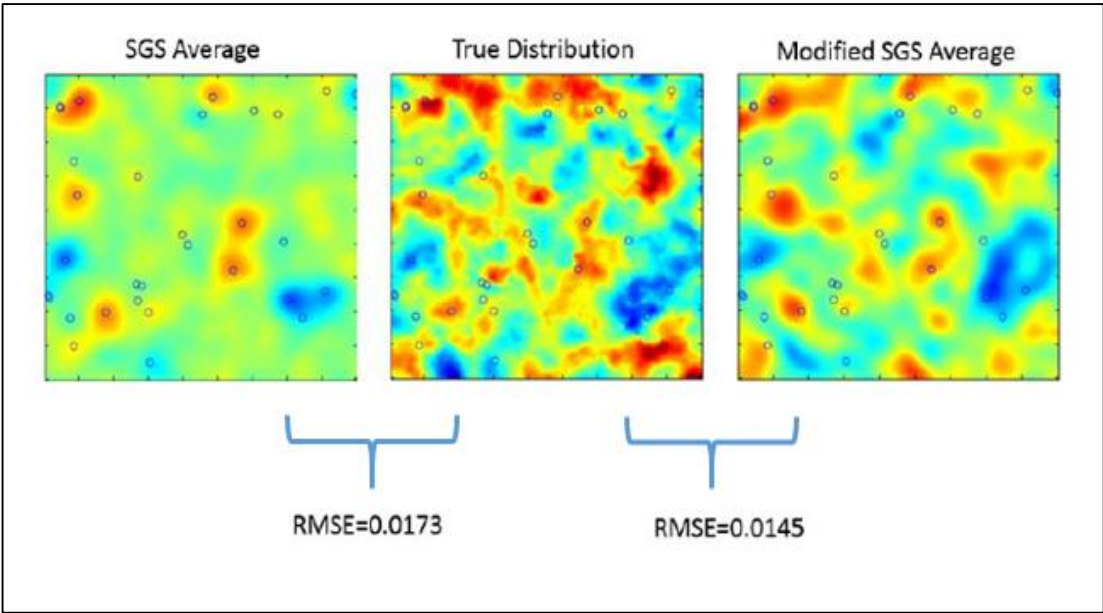 SGS Average
True Distribution
Modified SGS Average
RMSE=0.0173
RMSE=0.0145